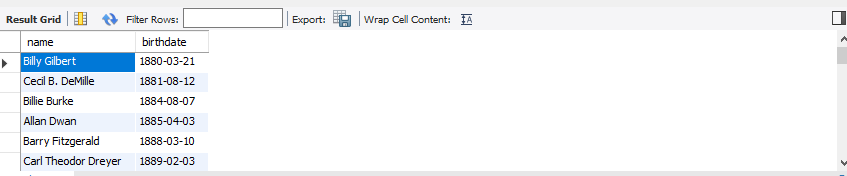 Result Grid Filter Rows: Export: Wrap Cell Content: IA
name birthdate
Billy Gilbert 1880-03-21
Cecil B. DeMille 1881-08-12
Billie Burke 1884-08-07
Allan Dwan 1885-04-03
Barry Fitzgerald 1888-03-10
Carl Theodor Dreyer 1889-02-03